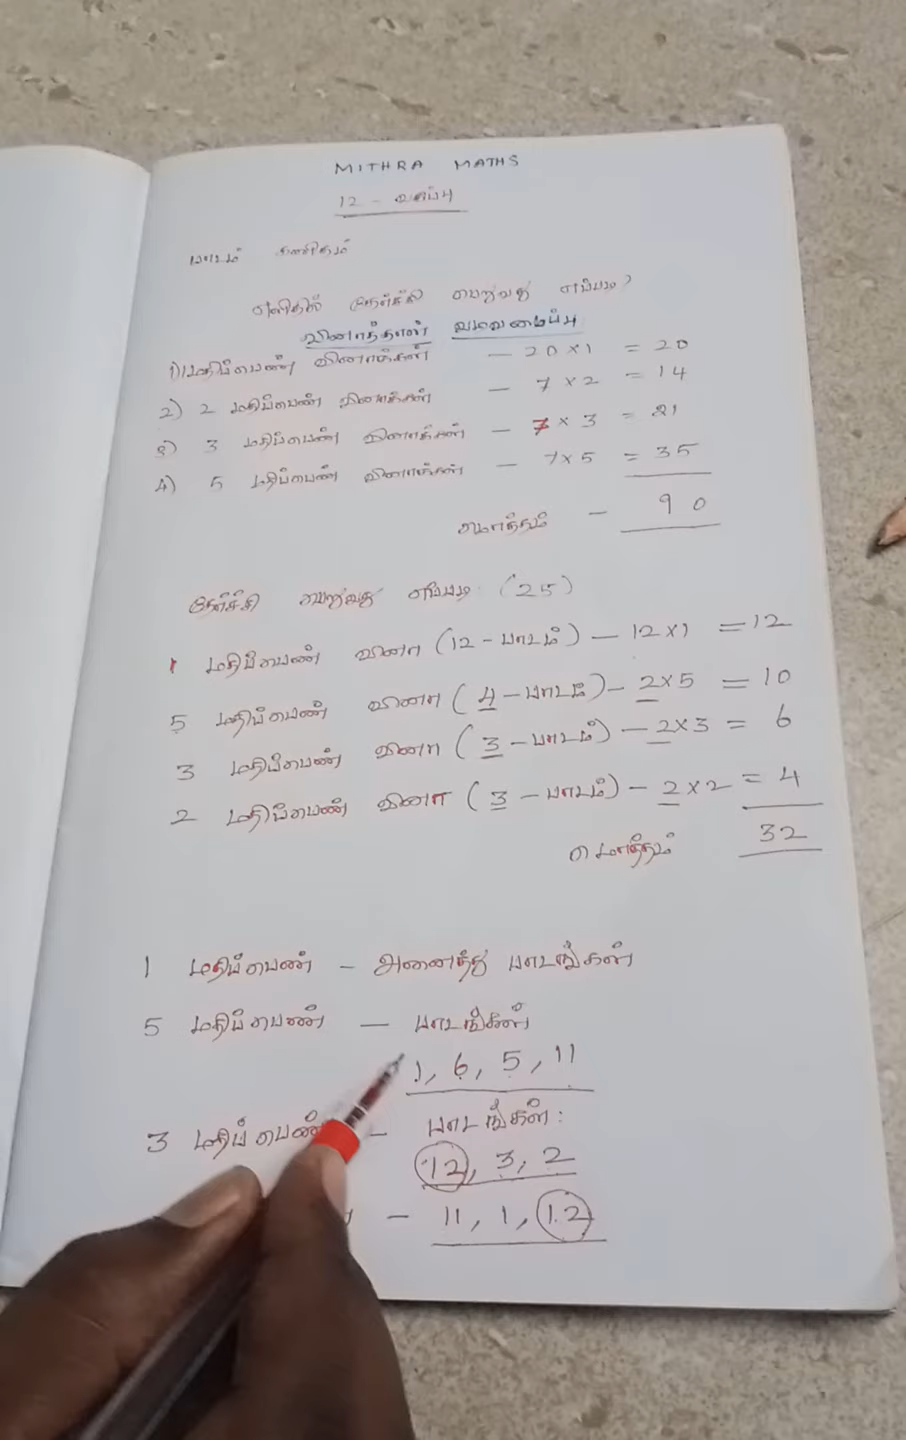 MITHRA MATHS
12 - வகுப்பு
பாடம் கணிதம்
எளிதில் தேர்ச்சி பெறுவது எப்படி?
வினாத்தாள் வடிவமைப்பு
1) 1 மதிப்பெண் வினாக்கள் - 20 × 1 = 20
2) 2 மதிப்பெண் வினாக்கள் - 7 × 2 = 14
3) 3 மதிப்பெண் வினாக்கள் - 7 × 3 = 21
4) 5 மதிப்பெண் வினாக்கள் - 7×5 = 35
மொத்தம் - 90
தேர்ச்சி பெறுவது எப்படி (25)
1 மதிப்பெண் வினா (12 - பாடம்) - 12×1 = 12
5 மதிப்பெண் வினா (4 - பாடம்) - 2×5 = 10
3 மதிப்பெண் வினா (3 - பாடம்) - 2×3 = 6
2 மதிப்பெண் வினா (3 - பாடம்) - 2×2 = 4
மொத்தம் 32
1 மதிப்பெண் - அனைத்து பாடங்கள்
5 மதிப்பெண் - பாடங்கள்
1, 6, 5, 11
3 மதிப்பெண் - பாடங்கள்:
12, 3, 2
- 11, 1, 12